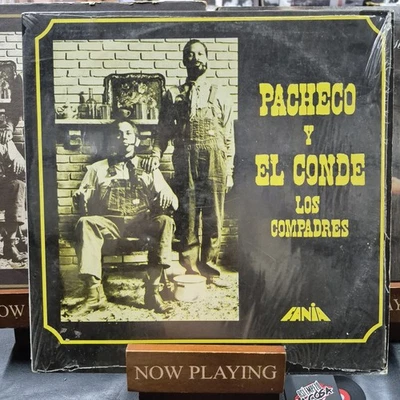 PACHECO
Y
EL CONDE
LOS
COMPADRES
FANIA
NOW PLAYING